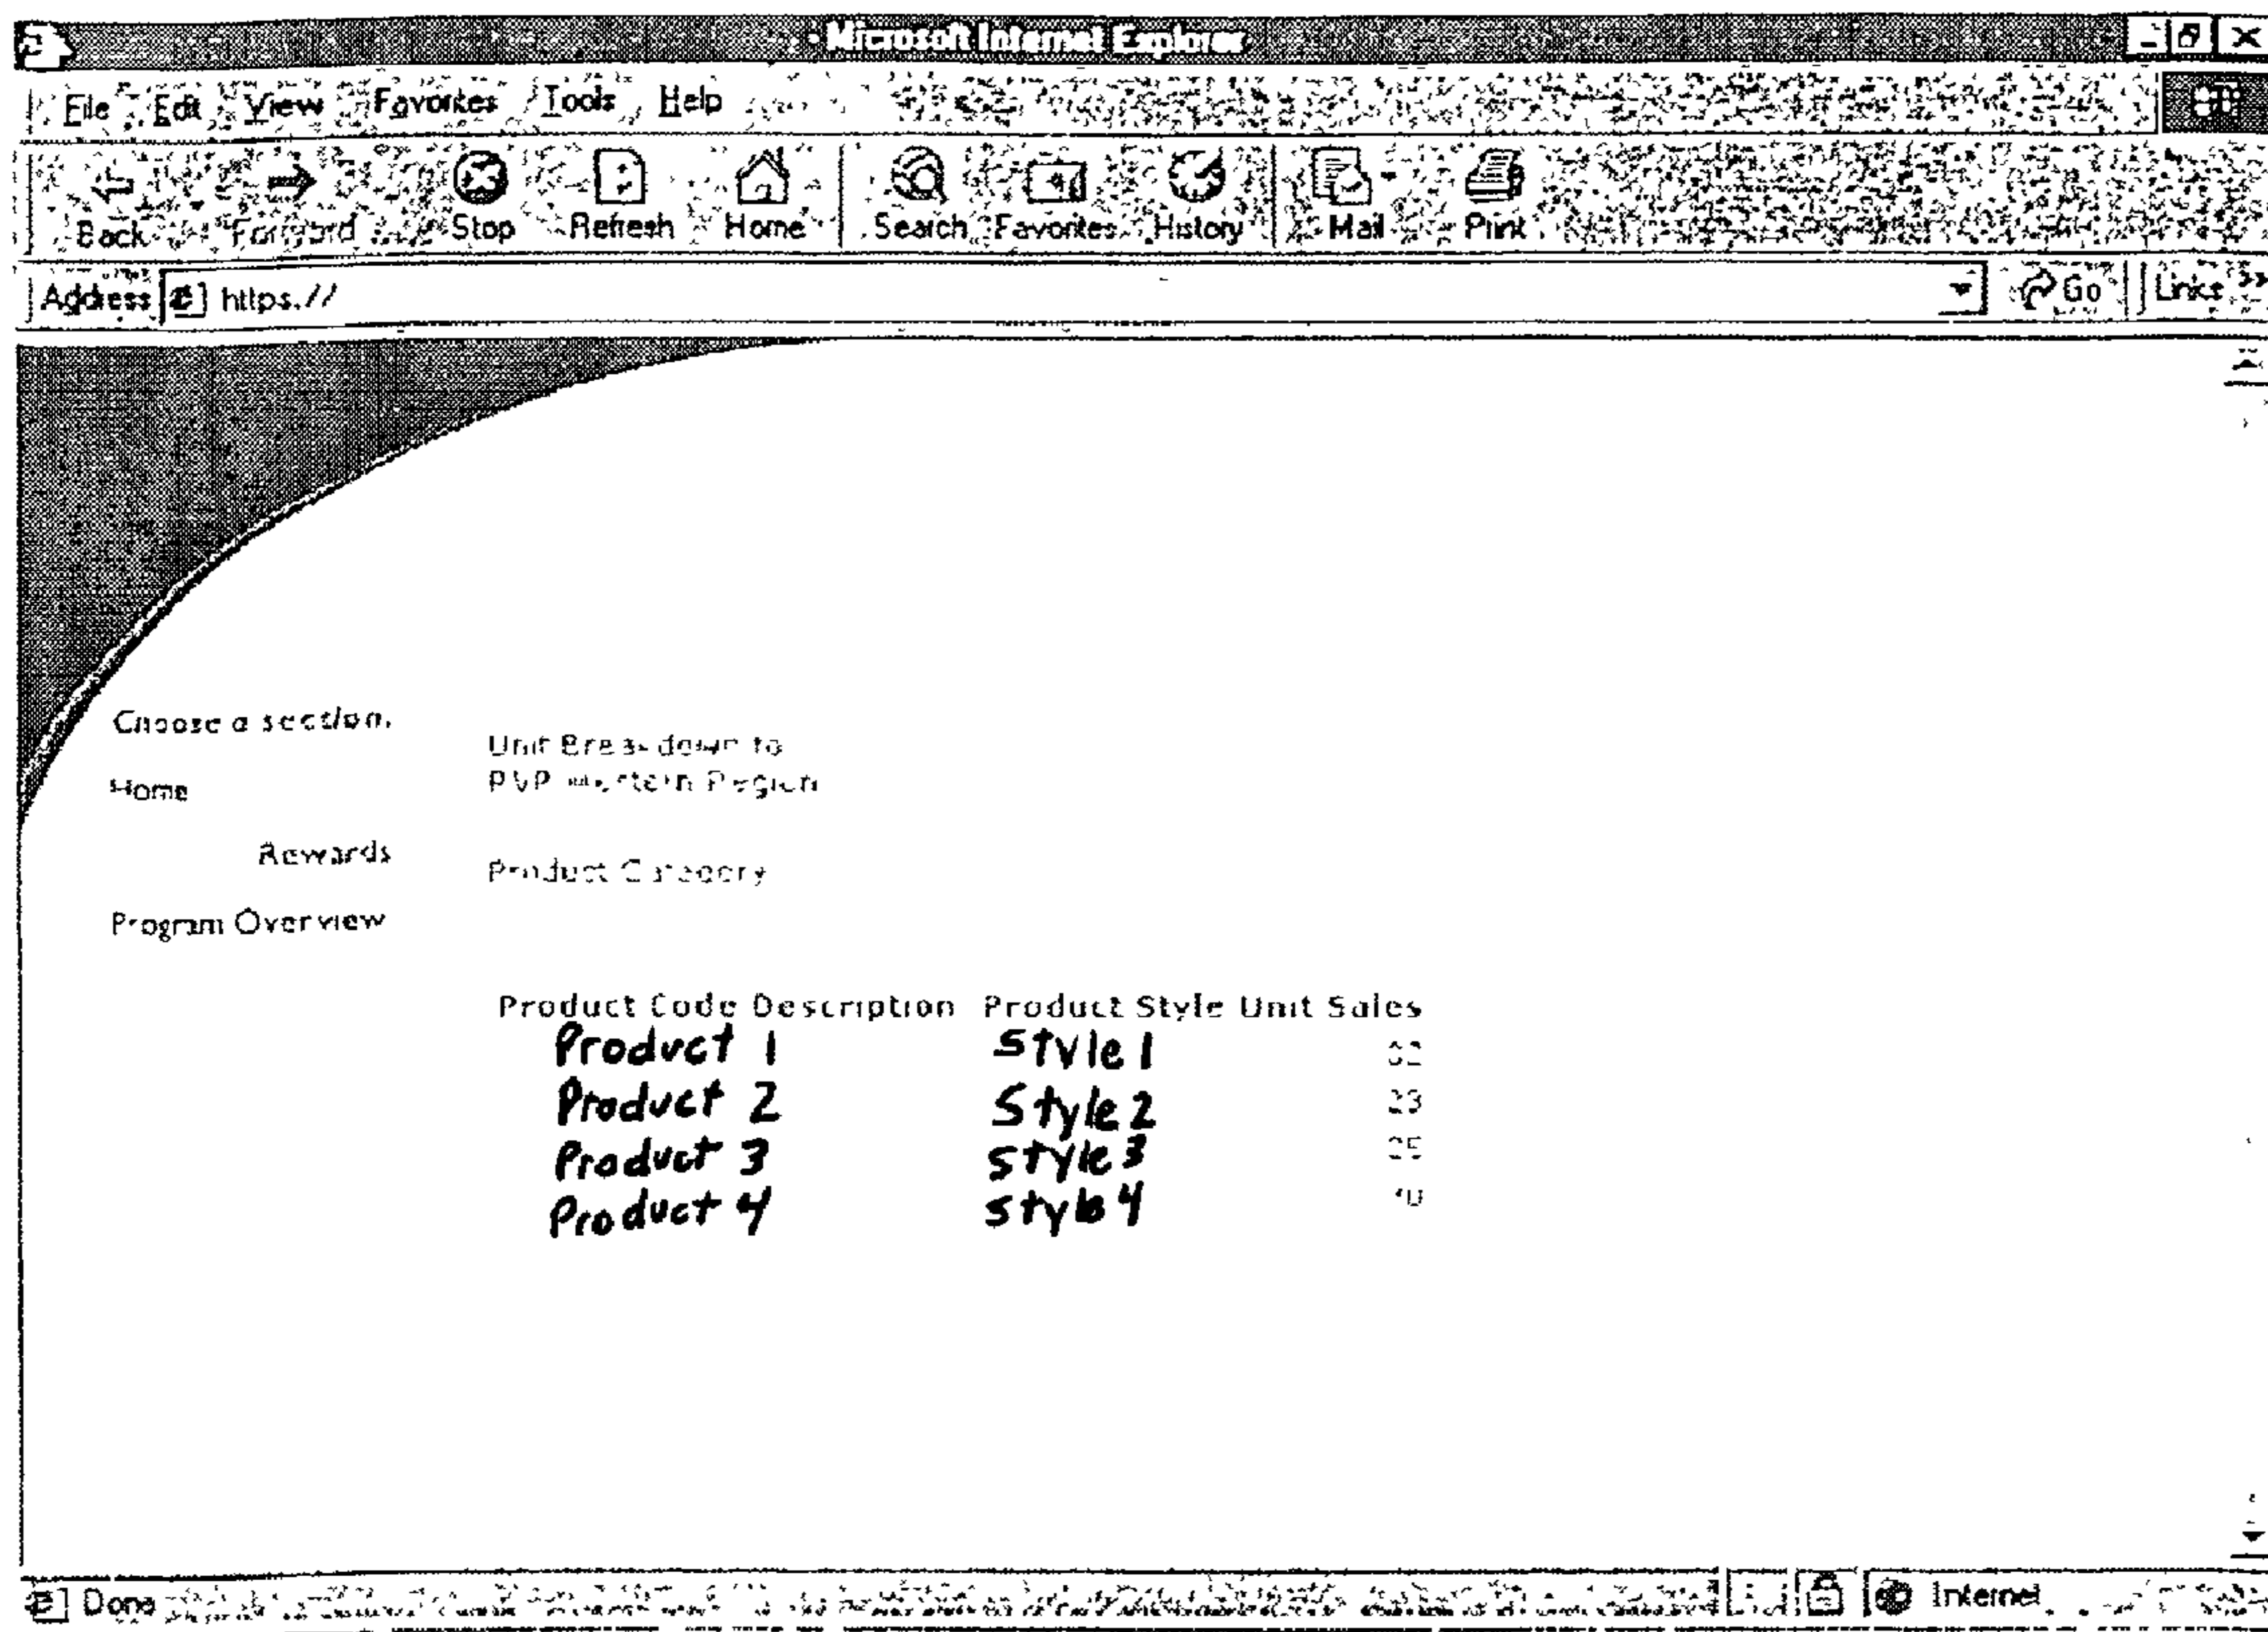 Microsoft Internet Explorer
File Edit View Favorites Tools Help
Back Forward Stop Refresh Home Search Favorites History Mail Print
Address https:// Go Links »
Choose a section.
Home
Rewards
Program Overview
Unit Breakdown to
RVP Western Region
Product Category
Product Code Description Product Style Unit Sales
Product 1 Style 1
Product 2 Style 2 23
Product 3 Style 3
Product 4 Style 4
Done Internet